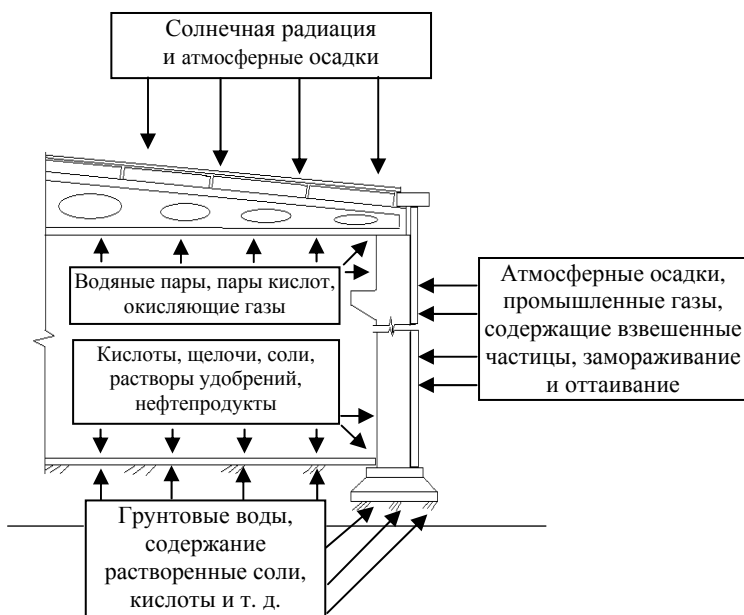 Солнечная радиация
и атмосферные осадки
Водяные пары, пары кислот,
окисляющие газы
Атмосферные осадки,
промышленные газы,
содержащие взвешенные
частицы, замораживание
и оттаивание
Кислоты, щелочи, соли,
растворы удобрений,
нефтепродукты
Грунтовые воды,
содержание
растворенные соли,
кислоты и т. д.